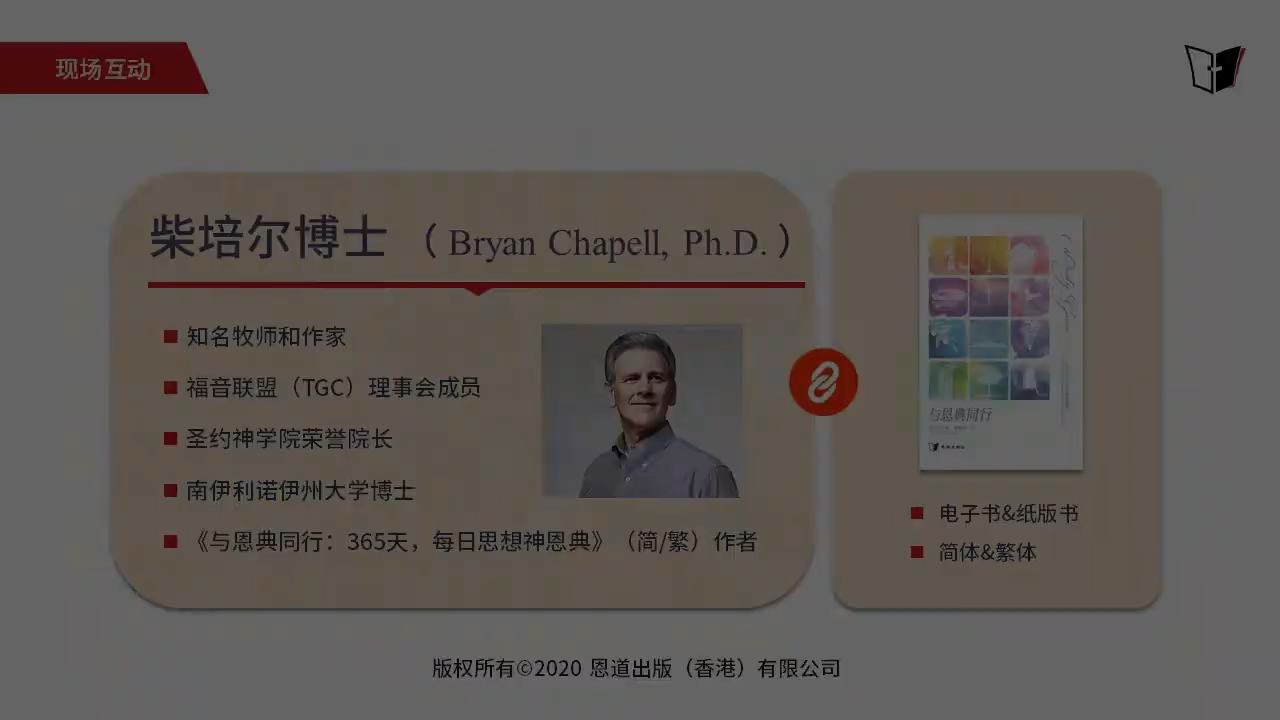 现场互动
柴培尔博士 （ Bryan Chapell, Ph.D. ）
知名牧师和作家
福音联盟（TGC）理事会成员
圣约神学院荣誉院长
南伊利诺伊州大学博士
《与恩典同行：365天，每日思想神恩典》（简/繁）作者
与恩典同行
电子书&纸版书
简体&繁体
版权所有©2020 恩道出版（香港）有限公司